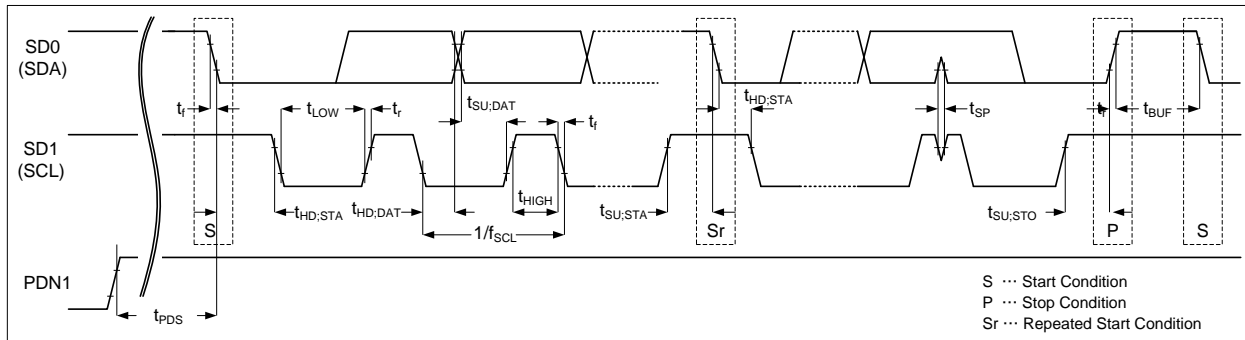 SD0
(SDA)
t_f
t_LOW
t_r
t_SU;DAT
t_f
t_HD;STA
t_SP
t_r
t_BUF
SD1
(SCL)
t_HD;STA
t_HD;DAT
t_HIGH
t_SU;STA
t_SU;STO
S
1/f_SCL
Sr
P
S
PDN1
t_PDS
S ··· Start Condition
P ··· Stop Condition
Sr ··· Repeated Start Condition